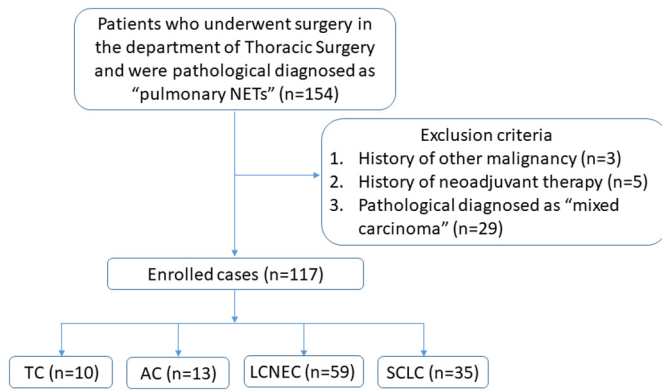 Patients who underwent surgery in
the department of Thoracic Surgery
and were pathological diagnosed as
“pulmonary NETs” (n=154)
Exclusion criteria
1. History of other malignancy (n=3)
2. History of neoadjuvant therapy (n=5)
3. Pathological diagnosed as “mixed
carcinoma” (n=29)
Enrolled cases (n=117)
TC (n=10)
AC (n=13)
LCNEC (n=59)
SCLC (n=35)